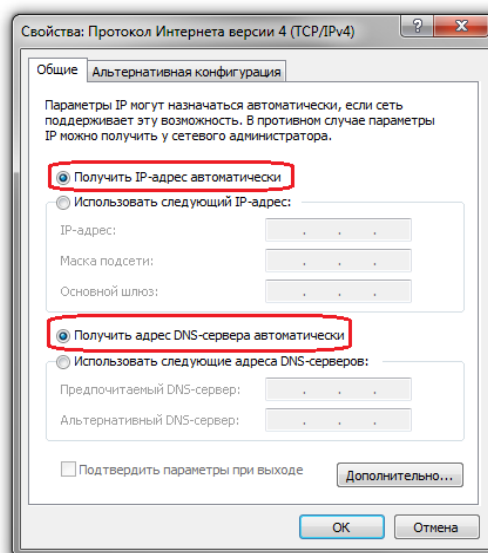 Свойства: Протокол Интернета версии 4 (TCP/IPv4)
Общие
Альтернативная конфигурация
Параметры IP могут назначаться автоматически, если сеть
поддерживает эту возможность. В противном случае параметры
IP можно получить у сетевого администратора.
Получить IP-адрес автоматически
Использовать следующий IP-адрес:
IP-адрес:
Маска подсети:
Основной шлюз:
Получить адрес DNS-сервера автоматически
Использовать следующие адреса DNS-серверов:
Предпочитаемый DNS-сервер:
Альтернативный DNS-сервер:
Подтвердить параметры при выходе
Дополнительно...
ОК
Отмена